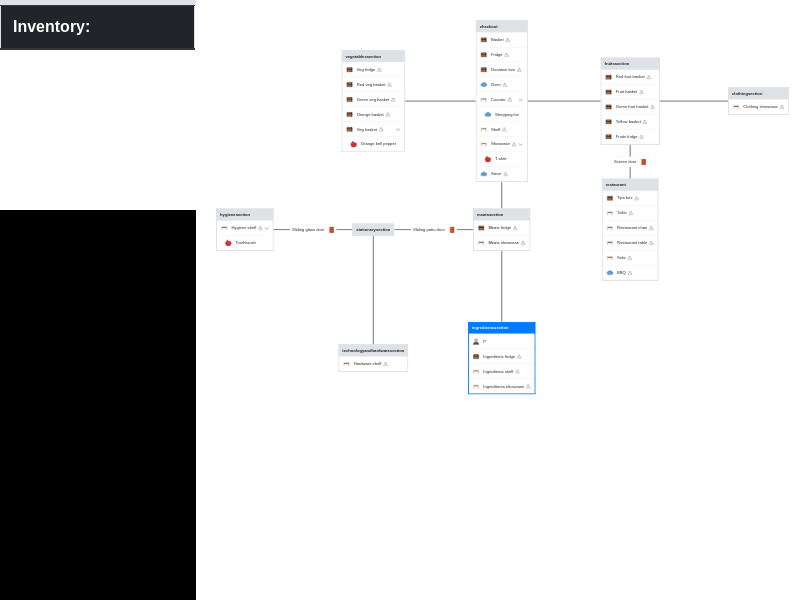 Inventory:
checkout
Basket
Fridge
Donation box
Oven
Counter
Shopping list
Shelf
Showcase
T-shirt
Stove
vegetablesection
Veg fridge
Red veg basket
Green veg basket
Orange basket
Veg basket
Orange bell pepper
fruitsection
Red fruit basket
Fruit basket
Green fruit basket
Yellow basket
Fruits fridge
clothingsection
Clothing showcase
Screen door
restaurant
Tips box
Toilet
Restaurant chair
Restaurant table
Sofa
BBQ
hygienesection
Hygiene shelf
Toothbrush
Sliding glass door
stationarysection
Sliding patio door
meatsection
Meats fridge
Meats showcase
technologyandhardwaresection
Hardware shelf
ingredientssection
P
Ingredients fridge
Ingredients shelf
Ingredients showcase